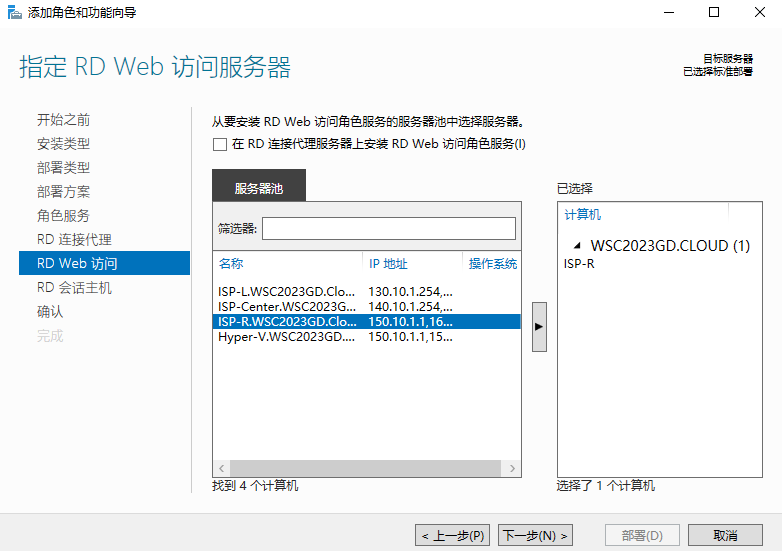 添加角色和功能向导
指定 RD Web 访问服务器
目标服务器
已选择标准部署
开始之前
安装类型
部署类型
部署方案
角色服务
RD 连接代理
RD Web 访问
RD 会话主机
确认
完成
从要安装 RD Web 访问角色服务的服务器池中选择服务器。
在 RD 连接代理服务器上安装 RD Web 访问角色服务(I)
服务器池
筛选器:
名称 IP 地址 操作系统
ISP-L.WSC2023GD.Clo... 130.10.1.254,...
ISP-Center.WSC2023G... 140.10.1.254,...
ISP-R.WSC2023GD.Clo... 150.10.1.1,16...
Hyper-V.WSC2023GD.... 150.10.1.1,15...
找到 4 个计算机
已选择
计算机
WSC2023GD.CLOUD (1)
ISP-R
选择了 1 个计算机
< 上一步(P) 下一步(N) > 部署(D) 取消